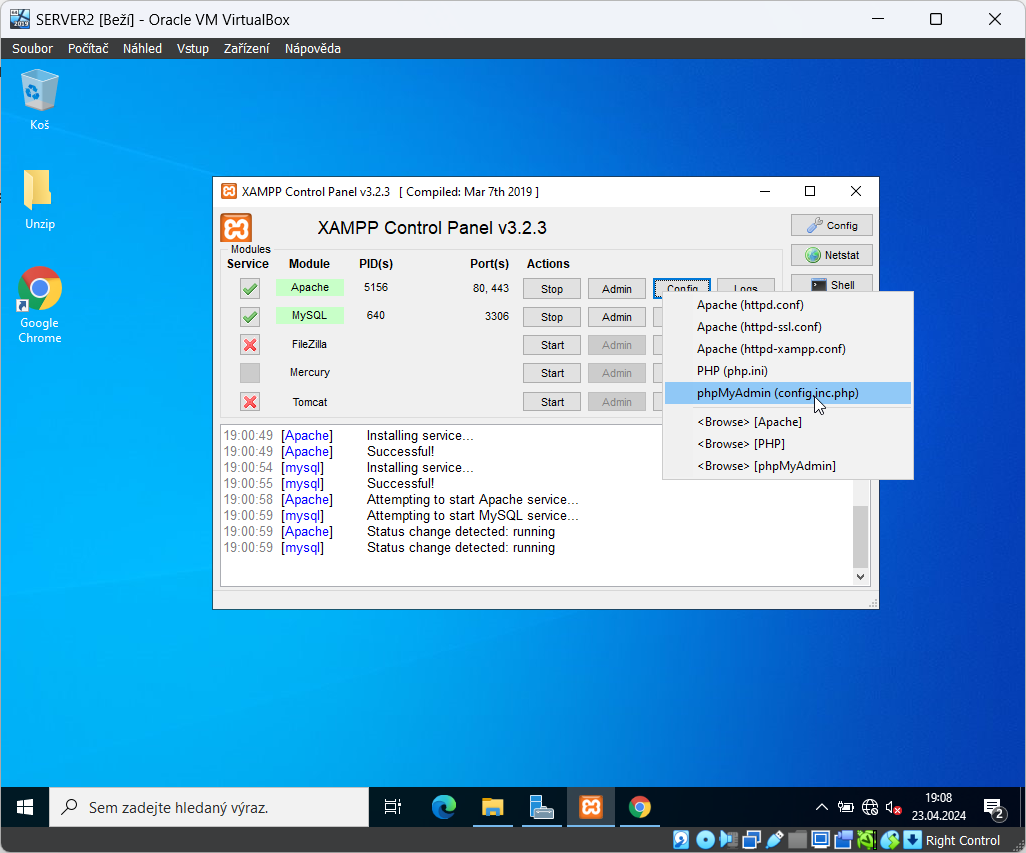 SERVER2 [Beží] - Oracle VM VirtualBox
Soubor Počítač Náhled Vstup Zařízení Nápověda
Koš
Unzip
Google
Chrome
XAMPP Control Panel v3.2.3 [ Compiled: Mar 7th 2019 ]
XAMPP Control Panel v3.2.3
Config
Netstat
Shell
Modules
Service Module PID(s) Port(s) Actions
Apache 5156 80, 443 Stop Admin Config Logs
MySQL 640 3306 Stop Admin
FileZilla Start Admin
Mercury Start Admin
Tomcat Start Admin
Apache (httpd.conf)
Apache (httpd-ssl.conf)
Apache (httpd-xampp.conf)
PHP (php.ini)
phpMyAdmin (config.inc.php)
<Browse> [Apache]
<Browse> [PHP]
<Browse> [phpMyAdmin]
19:00:49 [Apache] Installing service...
19:00:49 [Apache] Successful!
19:00:54 [mysql] Installing service...
19:00:55 [mysql] Successful!
19:00:58 [Apache] Attempting to start Apache service...
19:00:59 [mysql] Attempting to start MySQL service...
19:00:59 [Apache] Status change detected: running
19:00:59 [mysql] Status change detected: running
Sem zadejte hledaný výraz.
19:08
23.04.2024
2
Right Control